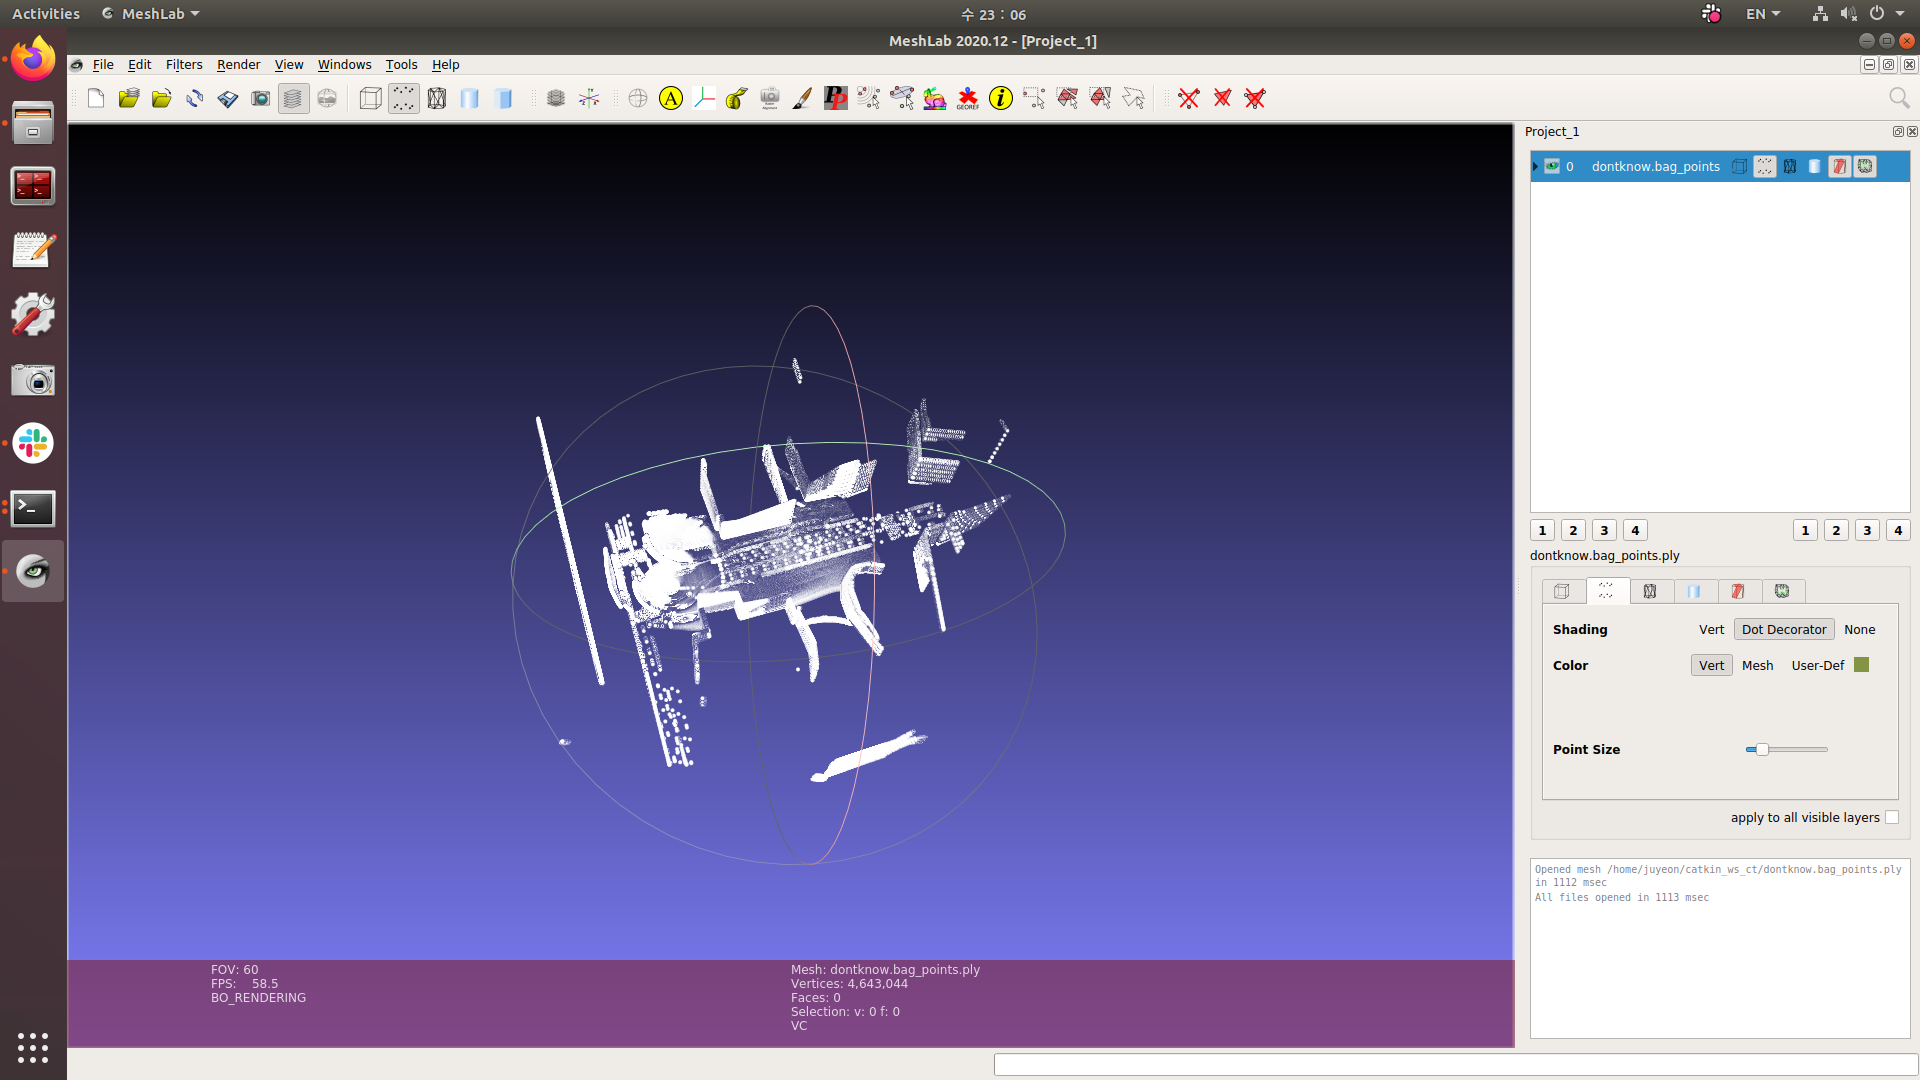 Activities
MeshLab
수 23 : 06
EN
MeshLab 2020.12 - [Project_1]
File Edit Filters Render View Windows Tools Help
A
PP
GEOREF
i
Project_1
0 dontknow.bag_points
1 2 3 4 1 2 3 4
dontknow.bag_points.ply
Shading Vert Dot Decorator None
Color Vert Mesh User-Def
Point Size
apply to all visible layers
Opened mesh /home/juyeon/catkin_ws_ct/dontknow.bag_points.ply
in 1112 msec
All files opened in 1113 msec
FOV: 60
FPS: 58.5
BO_RENDERING
Mesh: dontknow.bag_points.ply
Vertices: 4,643,044
Faces: 0
Selection: v: 0 f: 0
VC